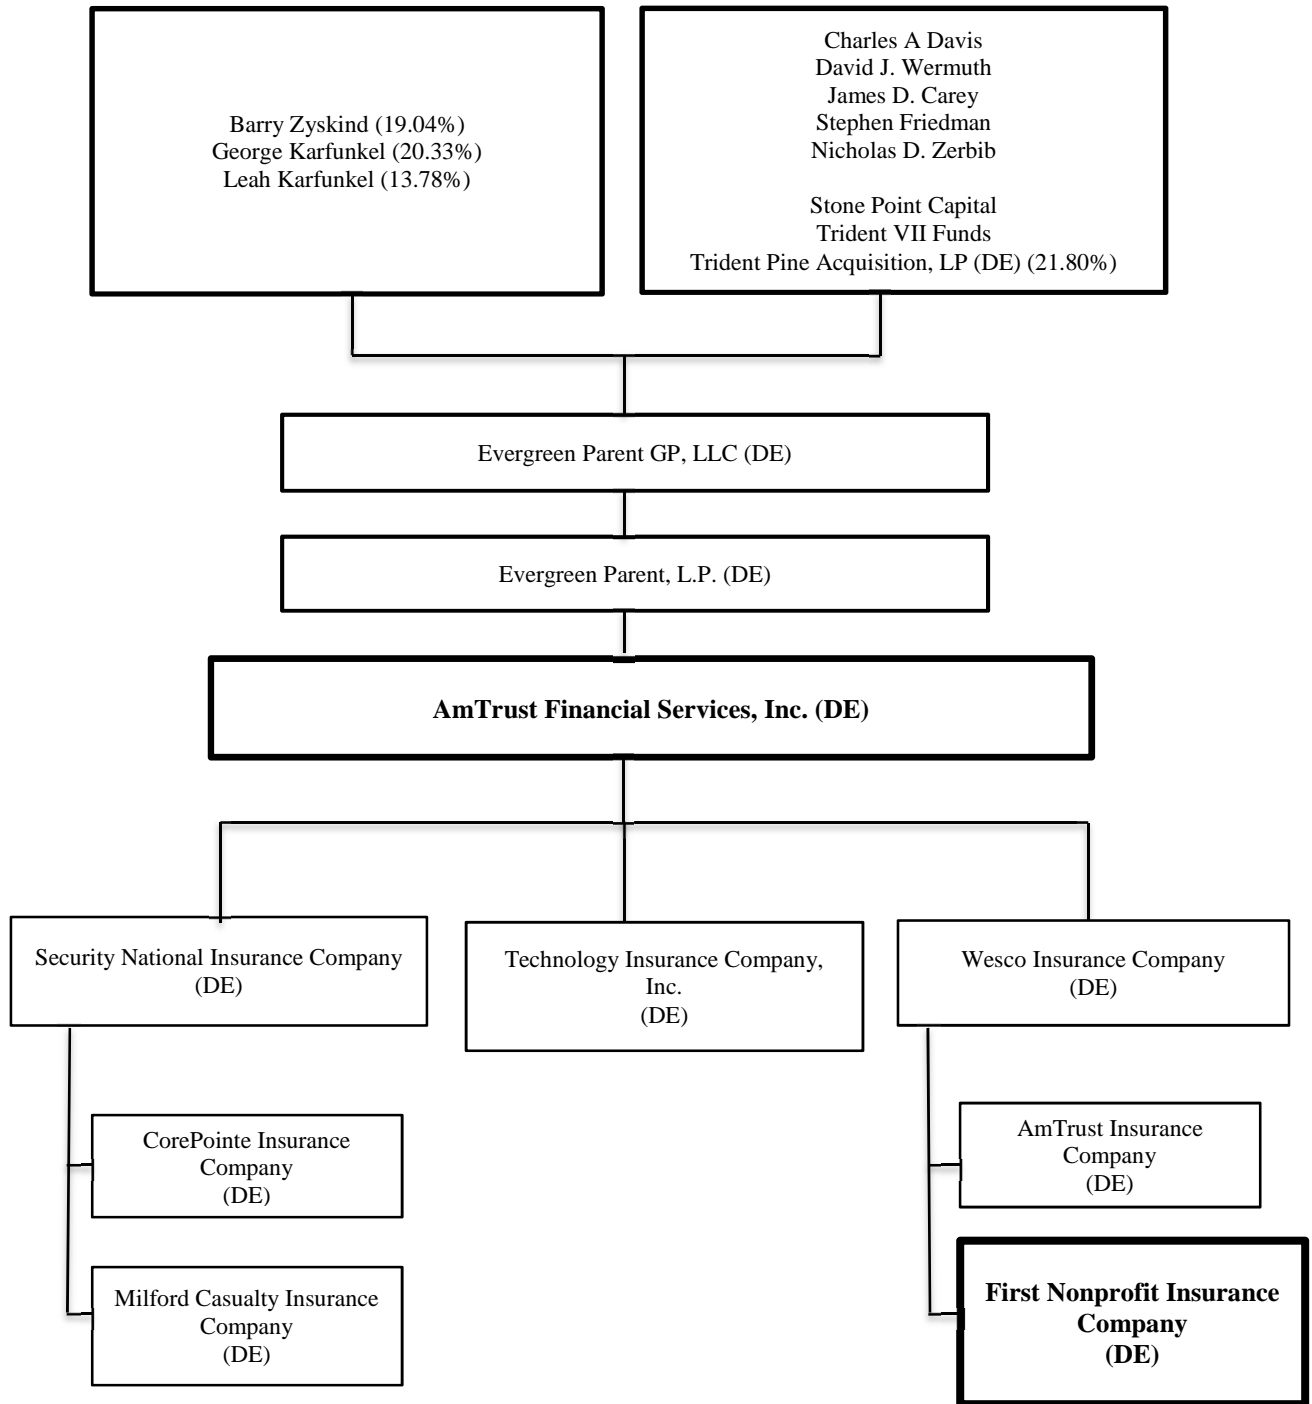 Barry Zyskind (19.04%)
George Karfunkel (20.33%)
Leah Karfunkel (13.78%)
Charles A Davis
David J. Wermuth
James D. Carey
Stephen Friedman
Nicholas D. Zerbib
Stone Point Capital
Trident VII Funds
Trident Pine Acquisition, LP (DE) (21.80%)
Evergreen Parent GP, LLC (DE)
Evergreen Parent, L.P. (DE)
AmTrust Financial Services, Inc. (DE)
Security National Insurance Company
(DE)
Technology Insurance Company,
Inc.
(DE)
Wesco Insurance Company
(DE)
CorePointe Insurance
Company
(DE)
AmTrust Insurance
Company
(DE)
Milford Casualty Insurance
Company
(DE)
First Nonprofit Insurance
Company
(DE)